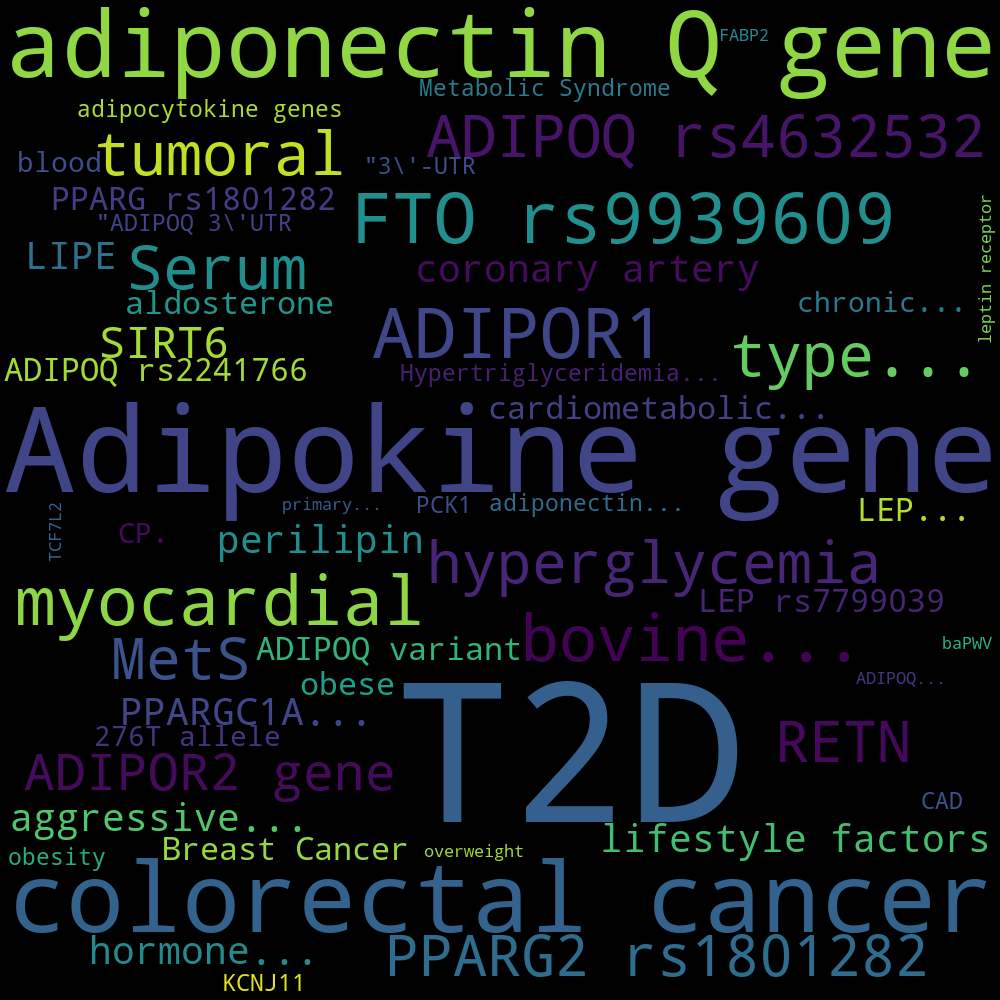 adiponectin Q gene
FABP2
Metabolic Syndrome
adipocytokine genes
ADIPOQ rs4632532
tumoral
blood
"3\'-UTR
PPARG rs1801282
FTO rs9939609
"ADIPOQ 3\'UTR
leptin receptor
LIPE
Serum
coronary artery
aldosterone
chronic...
ADIPOR1
SIRT6
type...
ADIPOQ rs2241766
Hypertriglyceridemia...
cardiometabolic...
Adipokine gene
primary...
PCK1
adiponectin...
LEP...
TCF7L2
CP.
perilipin
hyperglycemia
myocardial
LEP rs7799039
bovine...
MetS
ADIPOQ variant
baPWV
obese
ADIPOQ...
T2D
PPARGC1A...
276T allele
RETN
ADIPOR2 gene
CAD
aggressive...
lifestyle factors
obesity
Breast Cancer
overweight
colorectal cancer
hormone...
PPARG2 rs1801282
KCNJ11